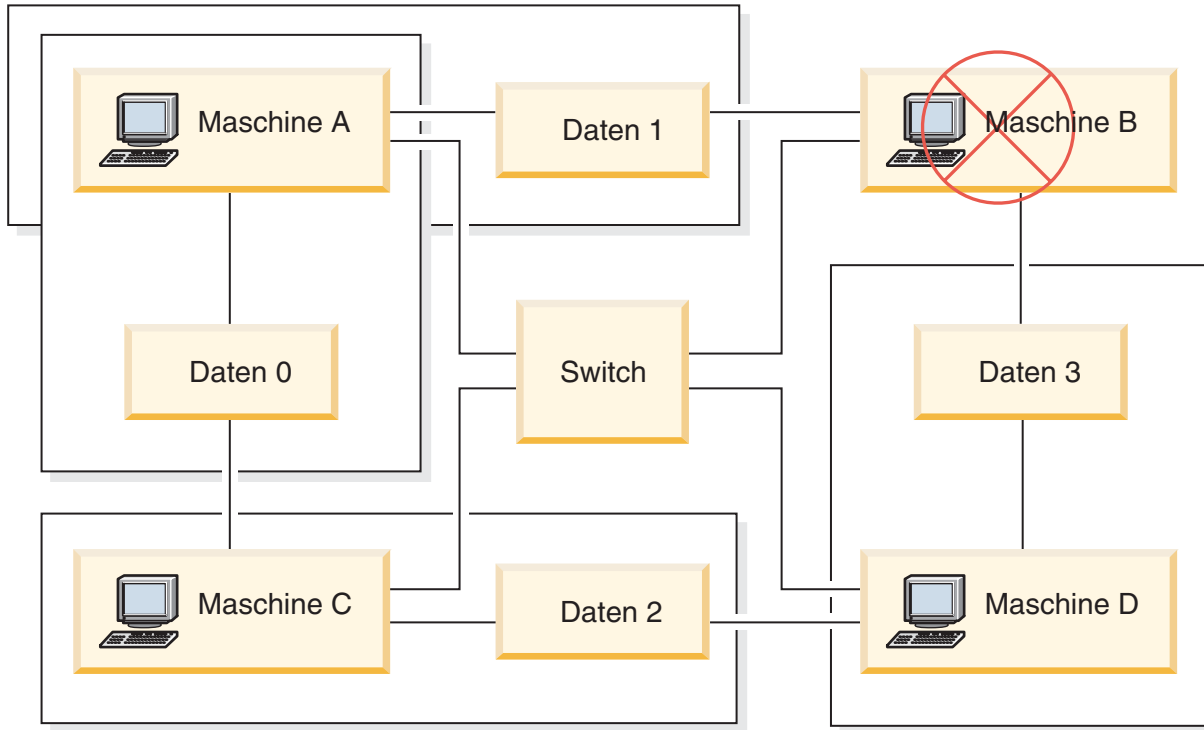 Maschine A
Daten 1
Maschine B
Daten 0
Switch
Daten 3
Maschine C
Daten 2
Maschine D